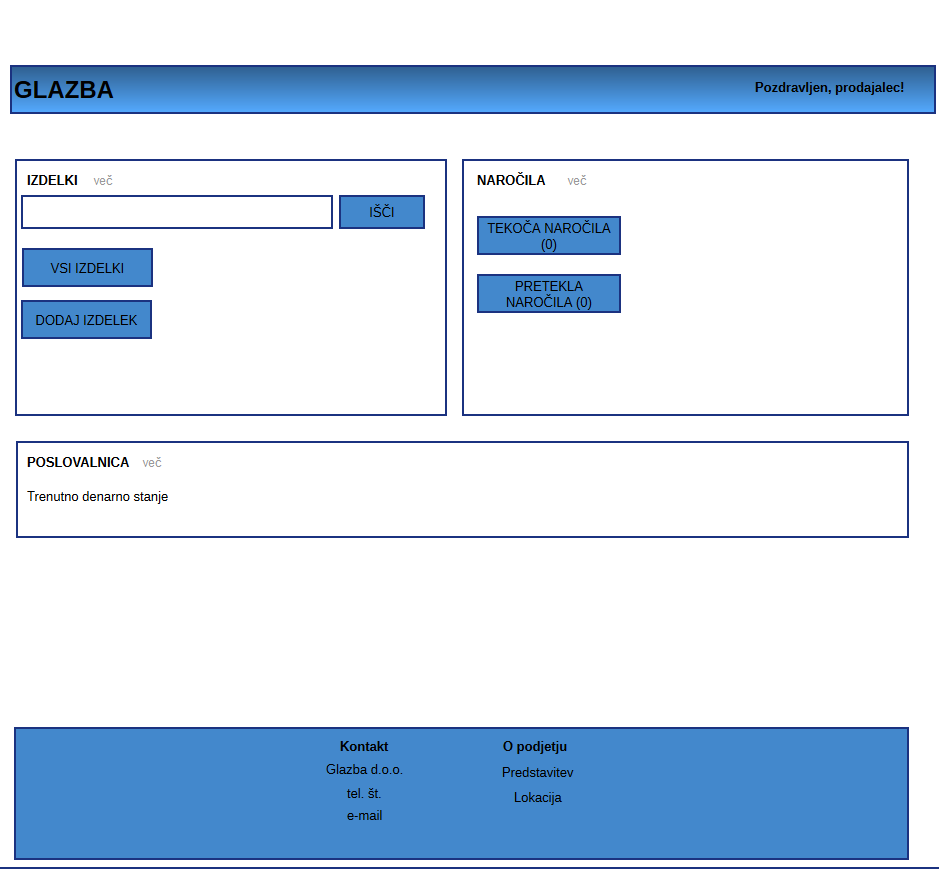 GLAZBA
Pozdravljen, prodajalec!
IZDELKI več
IŠČI
VSI IZDELKI
DODAJ IZDELEK
NAROČILA več
TEKOČA NAROČILA
(0)
PRETEKLA
NAROČILA (0)
POSLOVALNICA več
Trenutno denarno stanje
Kontakt
Glazba d.o.o.
tel. št.
e-mail
O podjetju
Predstavitev
Lokacija